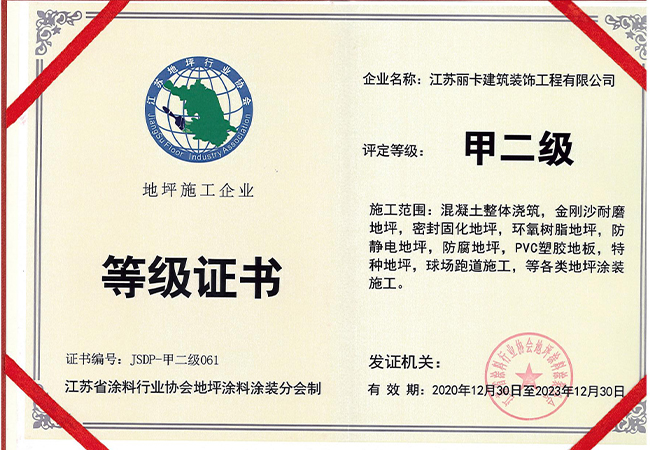 江苏地坪行业协会
JiangSu Floor Industry Association
地坪施工企业
等级证书
证书编号：JSDP-甲二级061
江苏省涂料行业协会地坪涂料涂装分会制
企业名称：江苏丽卡建筑装饰工程有限公司
评定等级：甲二级
施工范围：混凝土整体浇筑，金刚沙耐磨
地坪，密封固化地坪，环氧树脂地坪，防
静电地坪，防腐地坪，PVC塑胶地板，特
种地坪，球场跑道施工，等各类地坪涂装
施工。
发证机关：
有 效 期：2020年12月30日至2023年12月30日